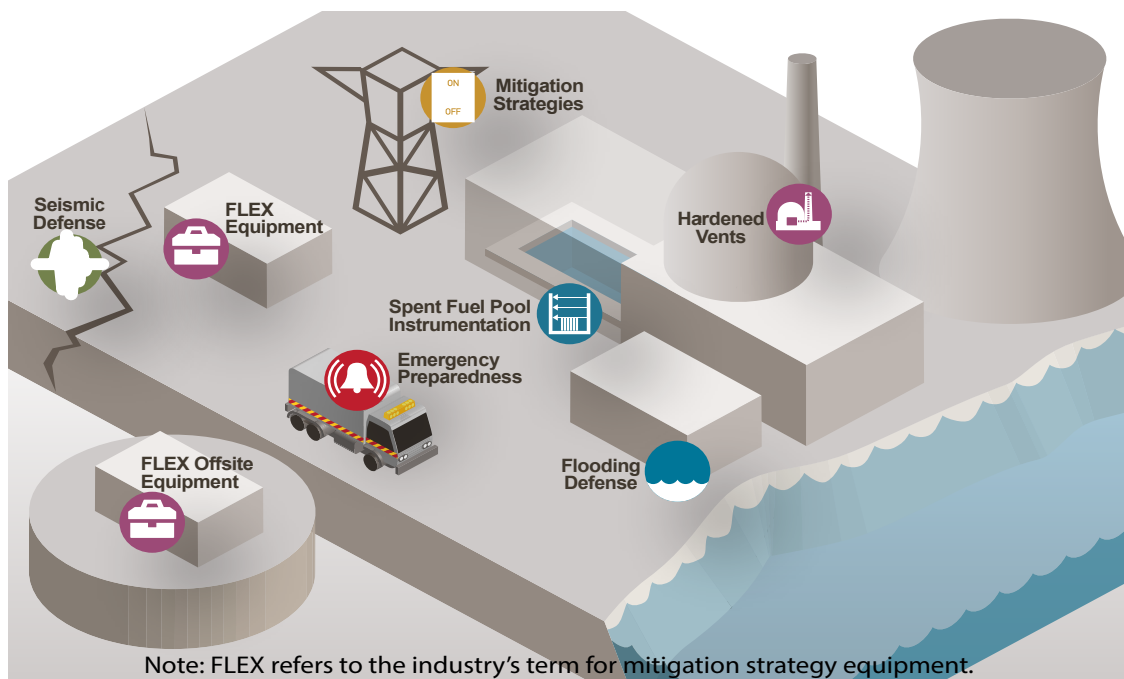 ON
OFF
Mitigation
Strategies
Seismic
Defense
FLEX
Equipment
Hardened
Vents
Spent Fuel Pool
Instrumentation
Emergency
Preparedness
FLEX Offsite
Equipment
Flooding
Defense
Note: FLEX refers to the industry’s term for mitigation strategy equipment.